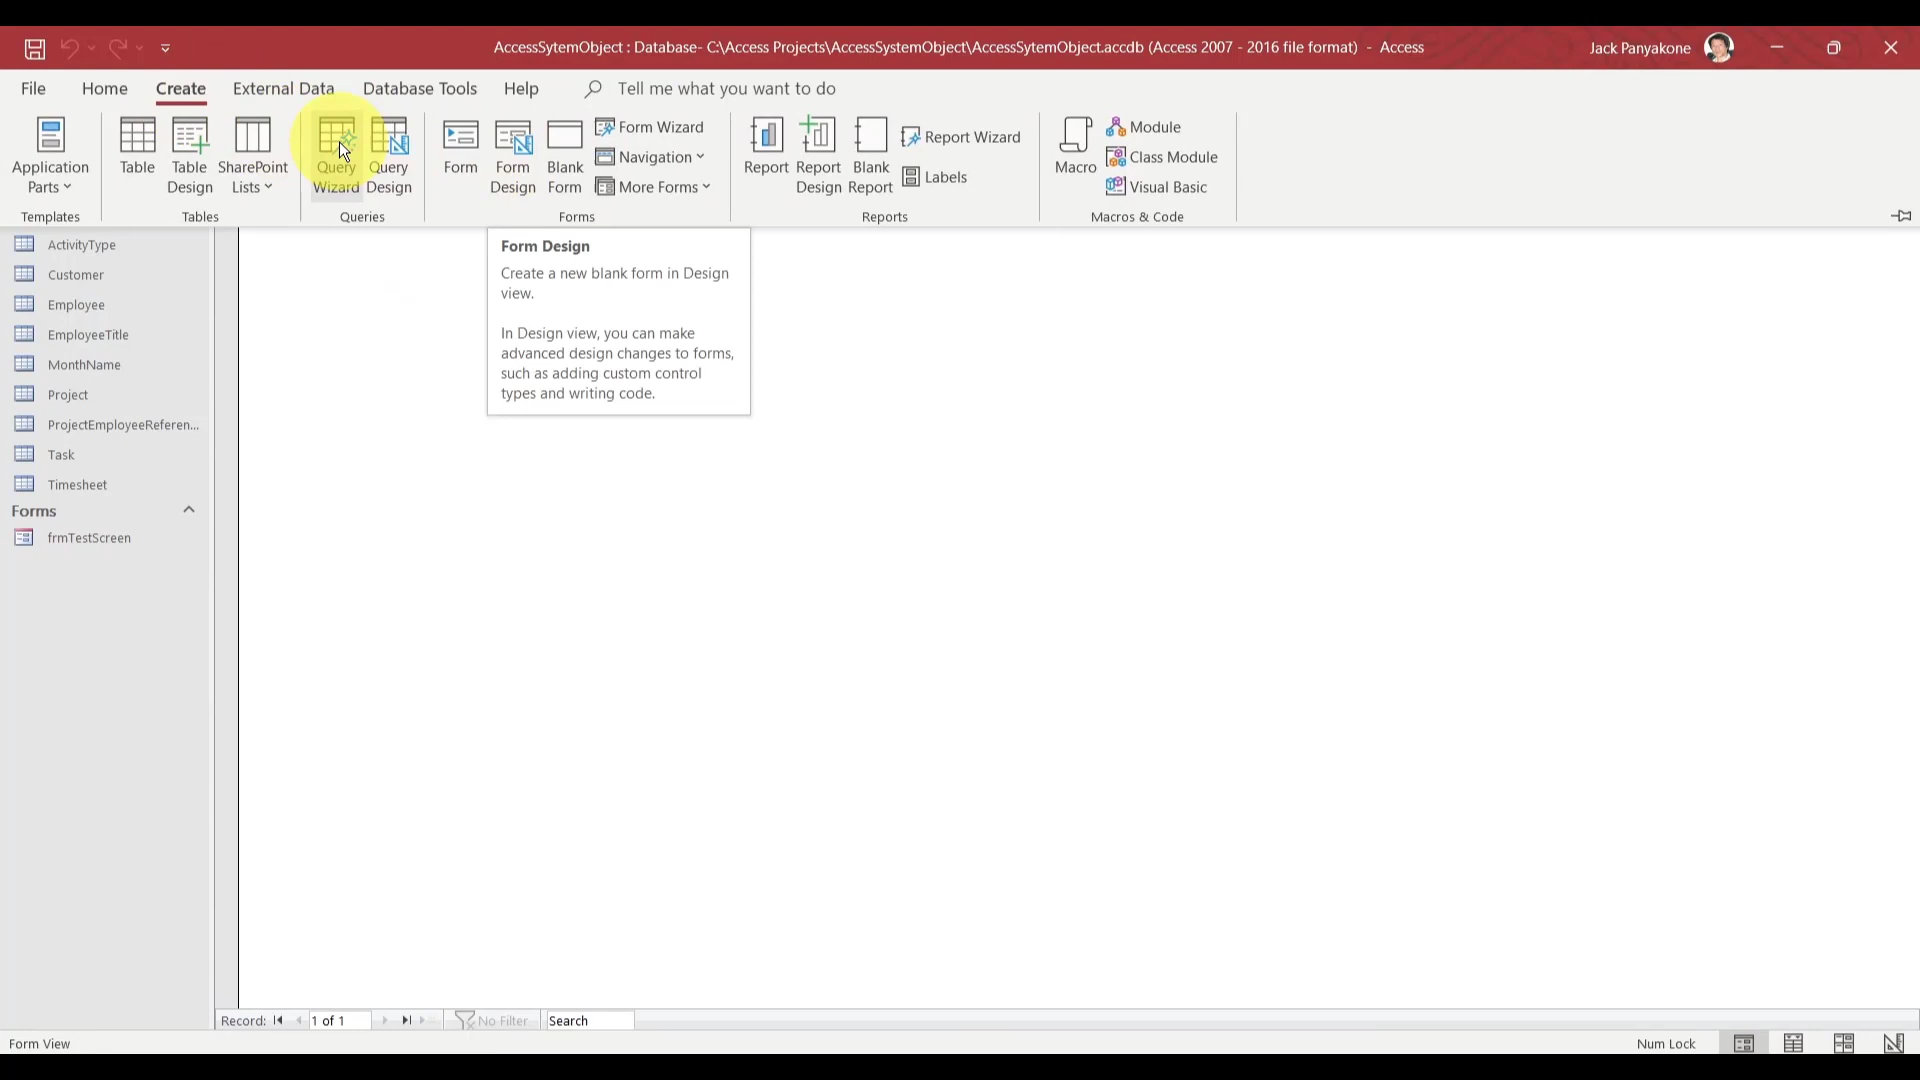 AccessSytemObject : Database- C:\Access Projects\AccessSystemObject\AccessSytemObject.accdb (Access 2007 - 2016 file format) - Access
Jack Panyakone
File
Home
Create
External Data
Database Tools
Help
Tell me what you want to do
Application
Parts
Templates
Table
Table
Design
SharePoint
Lists
Tables
Query
Wizard
Query
Design
Queries
Form
Form
Design
Blank
Form
Form Wizard
Navigation
More Forms
Forms
Report
Report
Design
Blank
Report
Report Wizard
Labels
Reports
Macro
Module
Class Module
Visual Basic
Macros & Code
ActivityType
Customer
Employee
EmployeeTitle
MonthName
Project
ProjectEmployeeReferen...
Task
Timesheet
Forms
frmTestScreen
Form Design
Create a new blank form in Design
view.
In Design view, you can make
advanced design changes to forms,
such as adding custom control
types and writing code.
Record:
1 of 1
No Filter
Search
Form View
Num Lock